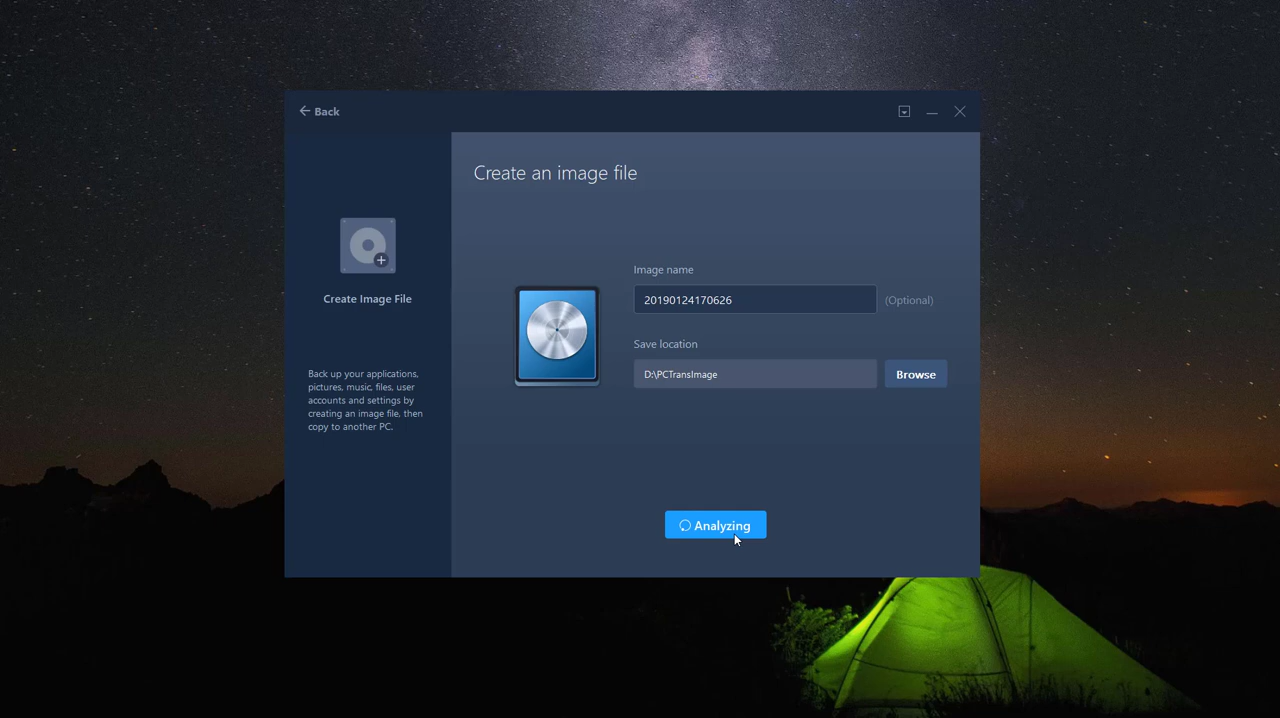 Back
Create an image file
Create Image File
Back up your applications,
pictures, music, files, user
accounts and settings by
creating an image file, then
copy to another PC.
Image name
20190124170626 (Optional)
Save location
D:\PCTransImage Browse
Analyzing